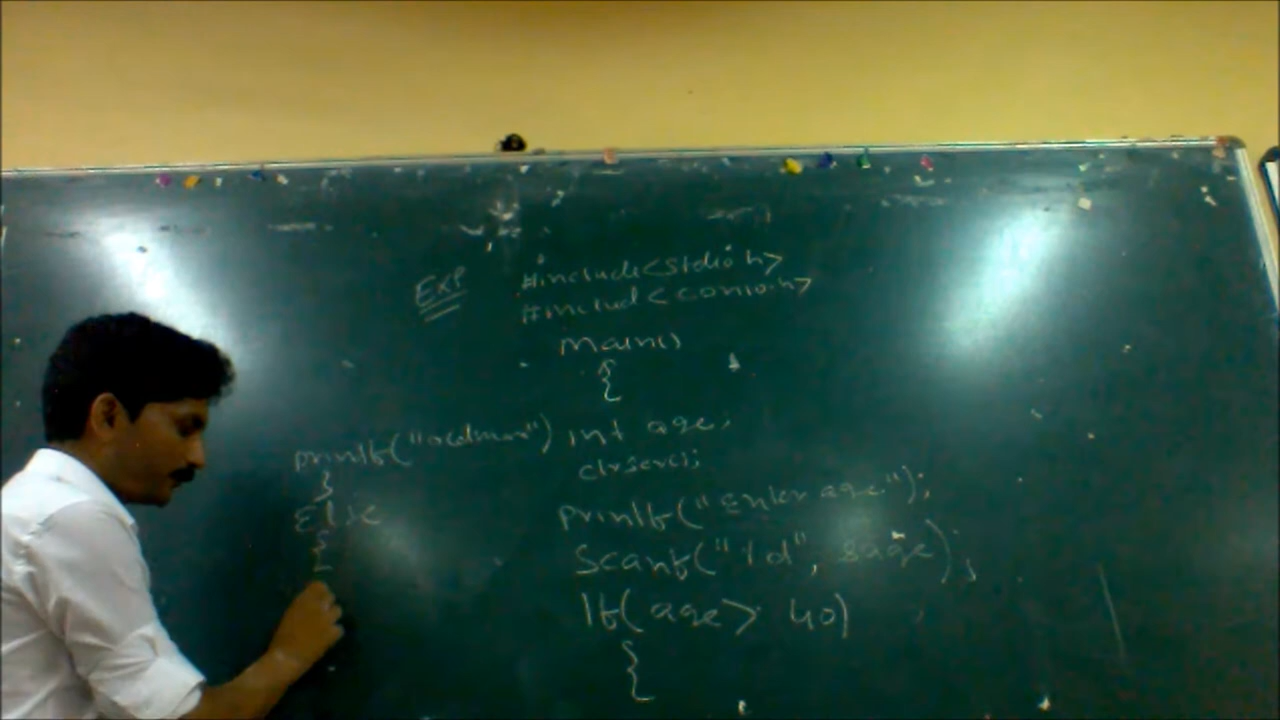 EXP
#include<stdio.h>
#includ<conio.h>
main()
{
int age;
clrscr();
printf("Enter age");
Scanf("%d", &age);
If(age> 40)
{
printf("oldman")
}
Else
{